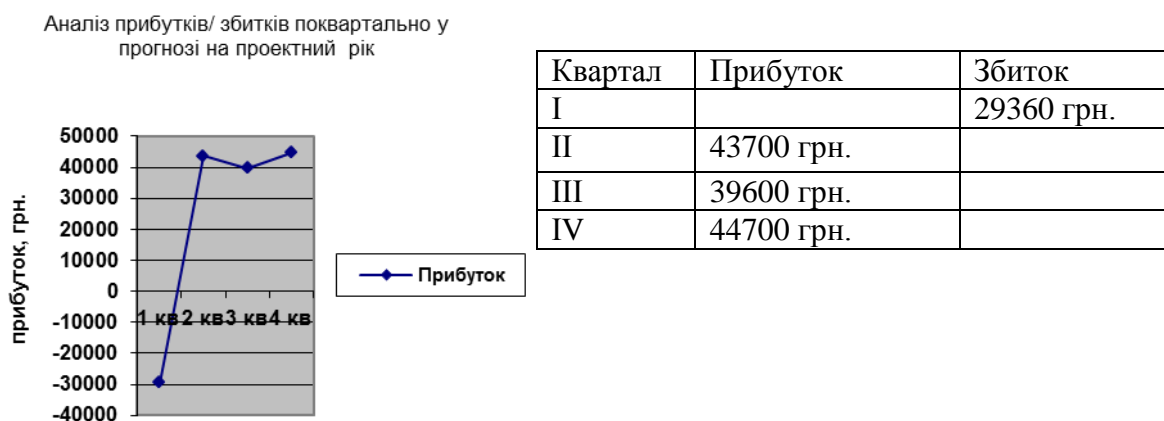 Аналіз прибутків/ збитків поквартально у
прогнозі на проектний рік
прибуток, грн.
50000
40000
30000
20000
10000
0
-10000
-20000
-30000
-40000
1 кв 2 кв 3 кв 4 кв
Прибуток
Квартал Прибуток Збиток
I 29360 грн.
II 43700 грн.
III 39600 грн.
IV 44700 грн.